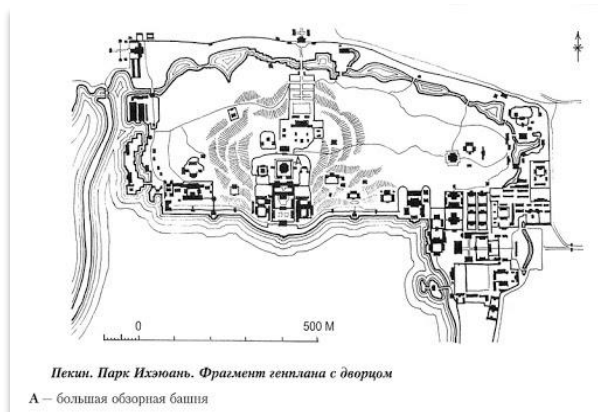 0 500 М
Пекин. Парк Ихэюань. Фрагмент генплана с дворцом
А — большая обзорная башня